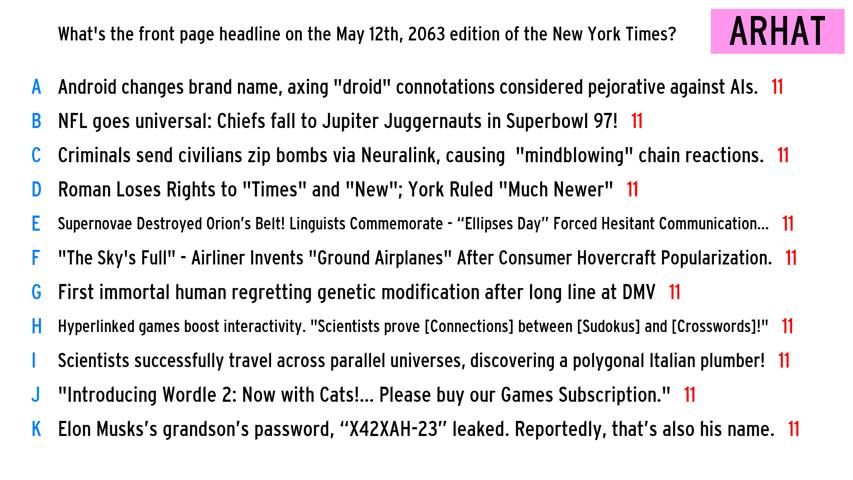 What's the front page headline on the May 12th, 2063 edition of the New York Times?
ARHAT
A Android changes brand name, axing "droid" connotations considered pejorative against AIs. 11
B NFL goes universal: Chiefs fall to Jupiter Juggernauts in Superbowl 97! 11
C Criminals send civilians zip bombs via Neuralink, causing "mindblowing" chain reactions. 11
D Roman Loses Rights to "Times" and "New"; York Ruled "Much Newer" 11
E Supernovae Destroyed Orion’s Belt! Linguists Commemorate - “Ellipses Day” Forced Hesitant Communication... 11
F "The Sky's Full" - Airliner Invents "Ground Airplanes" After Consumer Hovercraft Popularization. 11
G First immortal human regretting genetic modification after long line at DMV 11
H Hyperlinked games boost interactivity. "Scientists prove [Connections] between [Sudokus] and [Crosswords]!" 11
I Scientists successfully travel across parallel universes, discovering a polygonal Italian plumber! 11
J "Introducing Wordle 2: Now with Cats!... Please buy our Games Subscription." 11
K Elon Musks’s grandson’s password, “X42XAH-23” leaked. Reportedly, that’s also his name. 11